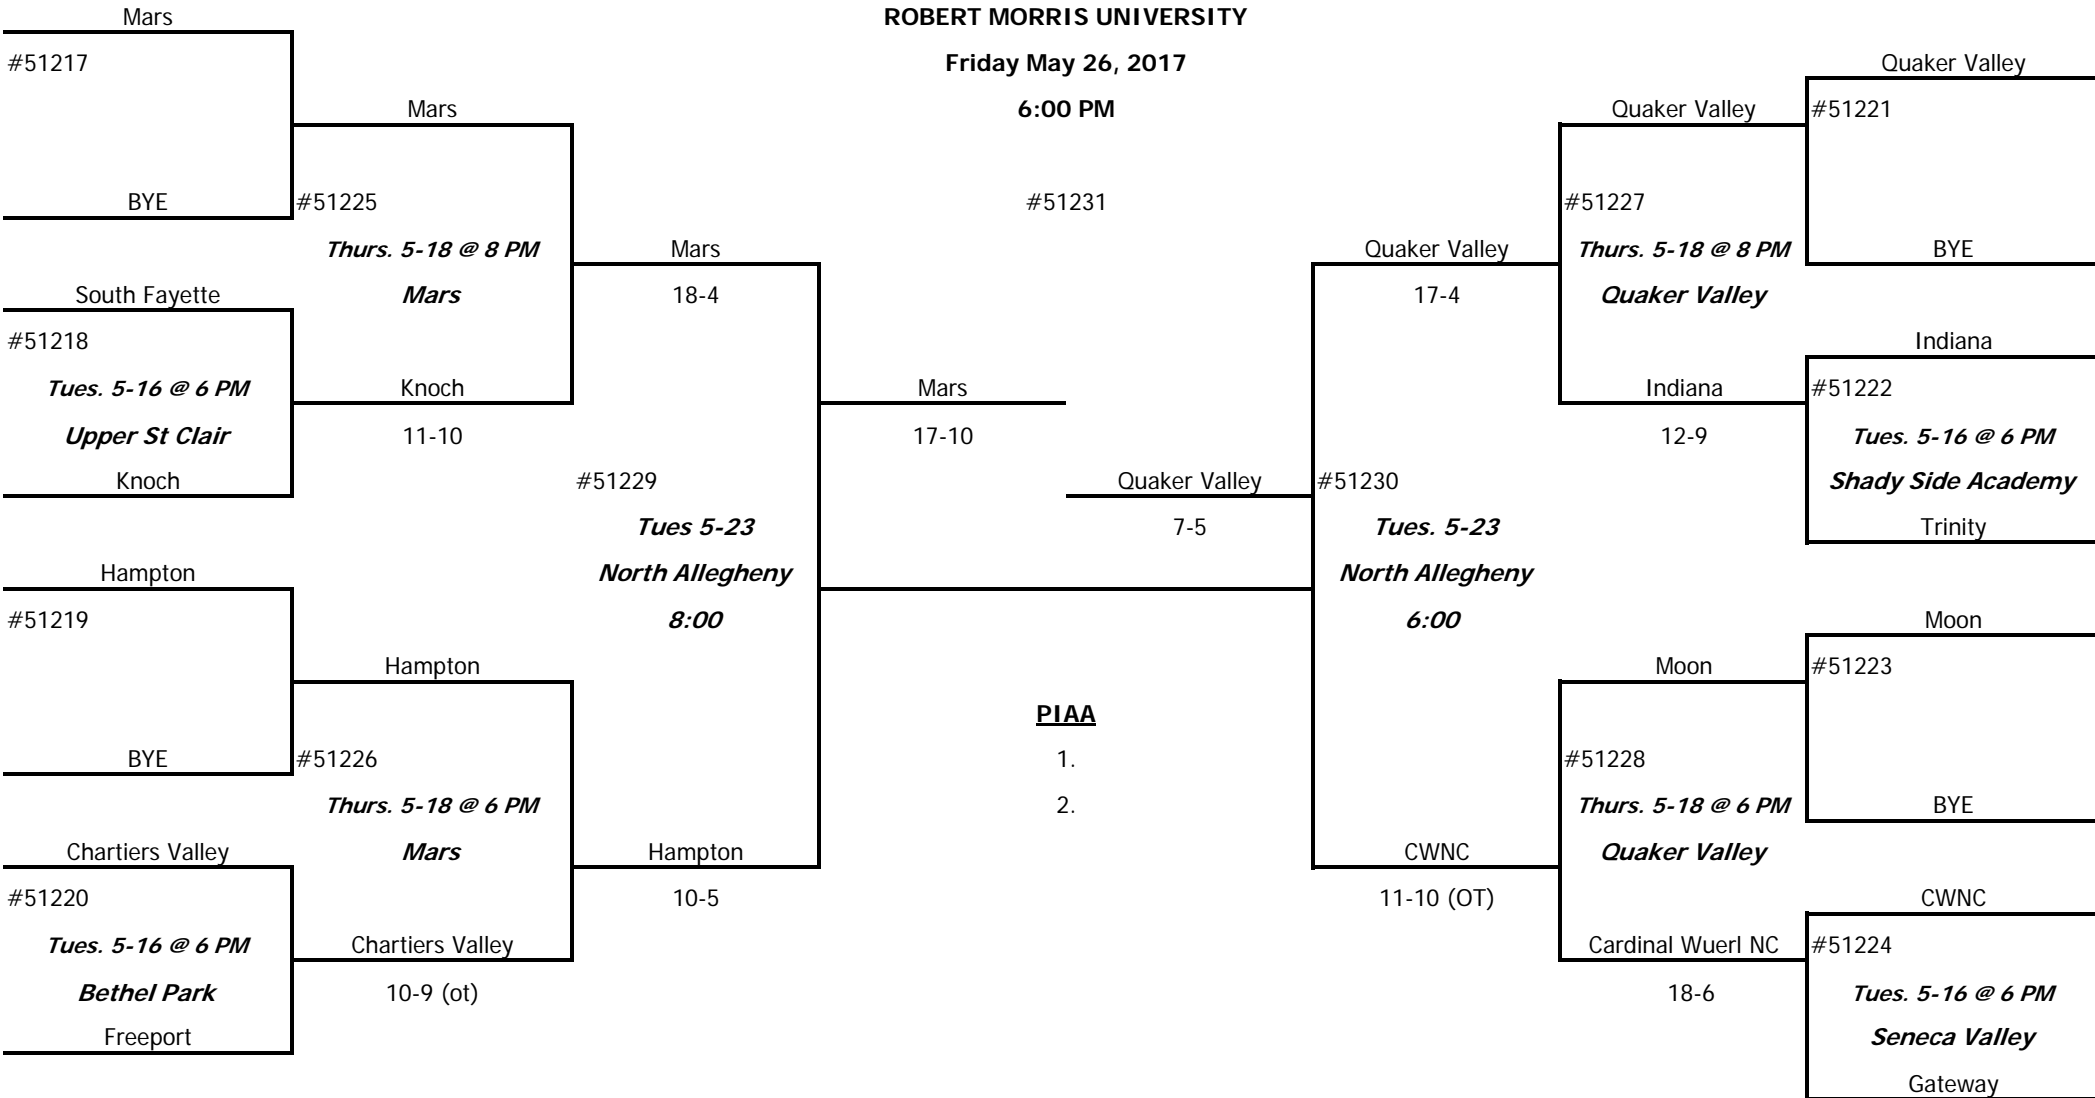 Mars
ROBERT MORRIS UNIVERSITY
#51217
Friday May 26, 2017
Quaker Valley
Mars
6:00 PM
Quaker Valley
#51221
BYE
#51225
#51231
#51227
Thurs. 5-18 @ 8 PM
Mars
Quaker Valley
Thurs. 5-18 @ 8 PM
BYE
South Fayette
Mars
18-4
17-4
Quaker Valley
#51218
Indiana
Tues. 5-16 @ 6 PM
Knoch
Mars
Indiana
#51222
Upper St Clair
11-10
17-10
12-9
Tues. 5-16 @ 6 PM
Knoch
#51229
Quaker Valley
#51230
Shady Side Academy
Tues 5-23
7-5
Tues. 5-23
Trinity
Hampton
North Allegheny
North Allegheny
#51219
8:00
6:00
Moon
Hampton
Moon
#51223
PIAA
BYE
#51226
1.
#51228
Thurs. 5-18 @ 6 PM
2.
Thurs. 5-18 @ 6 PM
BYE
Chartiers Valley
Mars
Hampton
CWNC
Quaker Valley
#51220
10-5
11-10 (OT)
CWNC
Tues. 5-16 @ 6 PM
Chartiers Valley
Cardinal Wuerl NC
#51224
Bethel Park
10-9 (ot)
18-6
Tues. 5-16 @ 6 PM
Freeport
Seneca Valley
Gateway